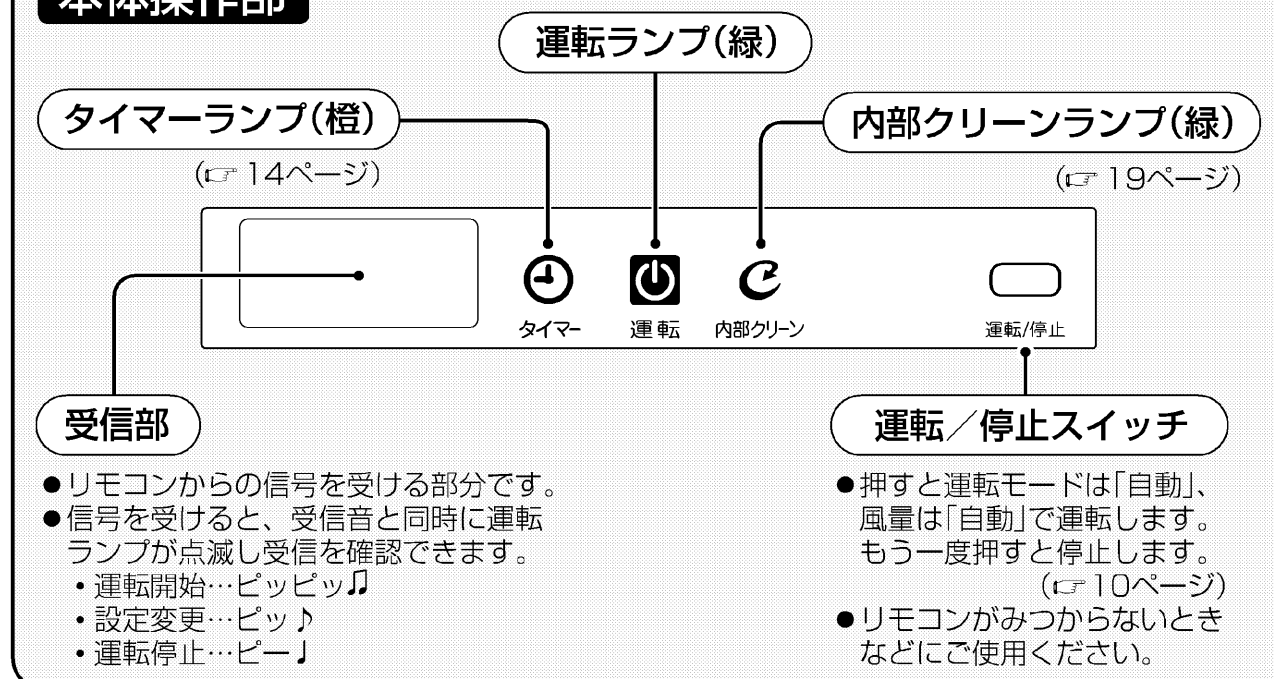 本体操作部
運転ランプ(緑)
タイマーランプ(橙)
(☞ 14ページ)
内部クリーンランプ(緑)
(☞ 19ページ)
タイマー
運転
内部クリーン
運転/停止
受信部
●リモコンからの信号を受ける部分です。
●信号を受けると、受信音と同時に運転
ランプが点滅し受信を確認できます。
・運転開始…ピッピッ♫
・設定変更…ピッ♪
・運転停止…ピー♩
運転／停止スイッチ
●押すと運転モードは「自動」、
風量は「自動」で運転します。
もう一度押すと停止します。
(☞ 10ページ)
●リモコンがみつからないとき
などにご使用ください。